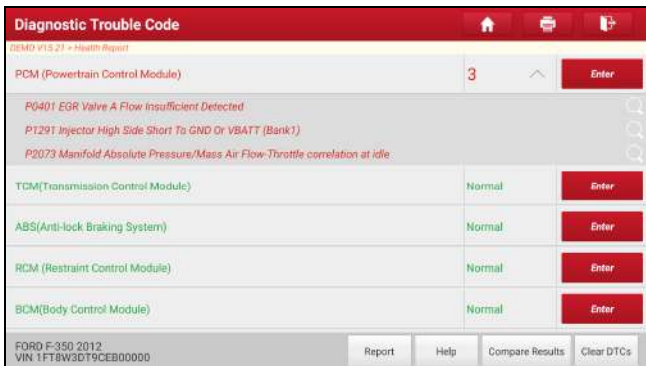 Diagnostic Trouble Code
DEMO V15.21 > Health Report
PCM (Powertrain Control Module) 3 Enter
P0401 EGR Valve A Flow Insufficient Detected
P1291 Injector High Side Short To GND Or VBATT (Bank1)
P2073 Manifold Absolute Pressure/Mass Air Flow-Throttle correlation at idle
TCM(Transmission Control Module) Normal Enter
ABS(Anti-lock Braking System) Normal Enter
RCM (Restraint Control Module) Normal Enter
BCM(Body Control Module) Normal Enter
FORD F-350 2012
VIN 1FT8W3DT9CEB00000
Report Help Compare Results Clear DTCs